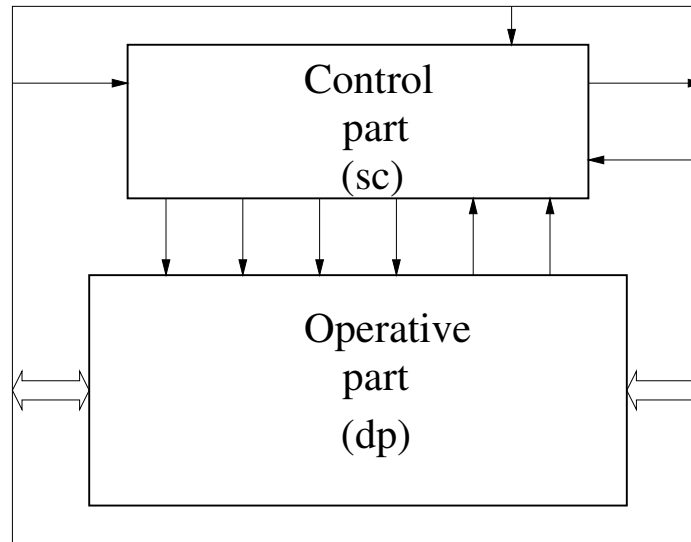 Control
part
(sc)
Operative
part
(dp)